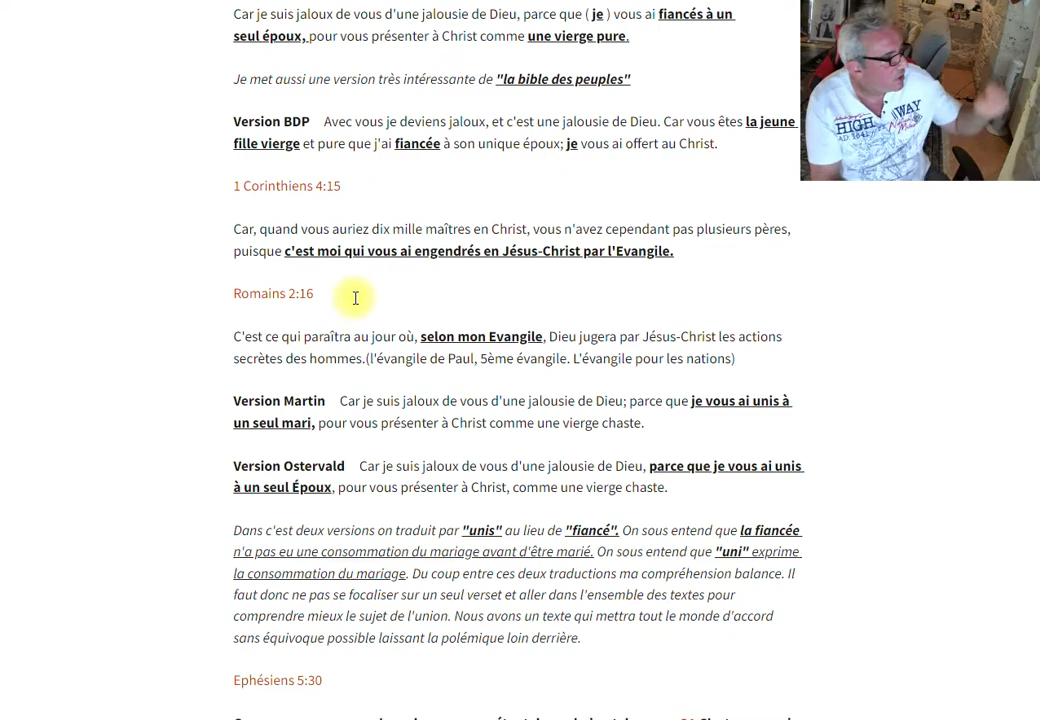 Car je suis jaloux de vous d'une jalousie de Dieu, parce que ( je ) vous ai fiancés à un
seul époux, pour vous présenter à Christ comme une vierge pure.
Je met aussi une version très intéressante de "la bible des peuples"
Version BDP Avec vous je deviens jaloux, et c'est une jalousie de Dieu. Car vous êtes la jeune
fille vierge et pure que j'ai fiancée à son unique époux; je vous ai offert au Christ.
1 Corinthiens 4:15
Car, quand vous auriez dix mille maîtres en Christ, vous n'avez cependant pas plusieurs pères,
puisque c'est moi qui vous ai engendrés en Jésus-Christ par l'Evangile.
Romains 2:16
C'est ce qui paraîtra au jour où, selon mon Evangile, Dieu jugera par Jésus-Christ les actions
secrètes des hommes.(l'évangile de Paul, 5ème évangile. L'évangile pour les nations)
Version Martin Car je suis jaloux de vous d'une jalousie de Dieu; parce que je vous ai unis à
un seul mari, pour vous présenter à Christ comme une vierge chaste.
Version Ostervald Car je suis jaloux de vous d'une jalousie de Dieu, parce que je vous ai unis
à un seul Époux, pour vous présenter à Christ, comme une vierge chaste.
Dans c'est deux versions on traduit par "unis" au lieu de "fiancé". On sous entend que la fiancée
n'a pas eu une consommation du mariage avant d'être marié. On sous entend que "uni" exprime
la consommation du mariage. Du coup entre ces deux traductions ma compréhension balance. Il
faut donc ne pas se focaliser sur un seul verset et aller dans l'ensemble des textes pour
comprendre mieux le sujet de l'union. Nous avons un texte qui mettra tout le monde d'accord
sans équivoque possible laissant la polémique loin derrière.
Ephésiens 5:30
HIGH WAY